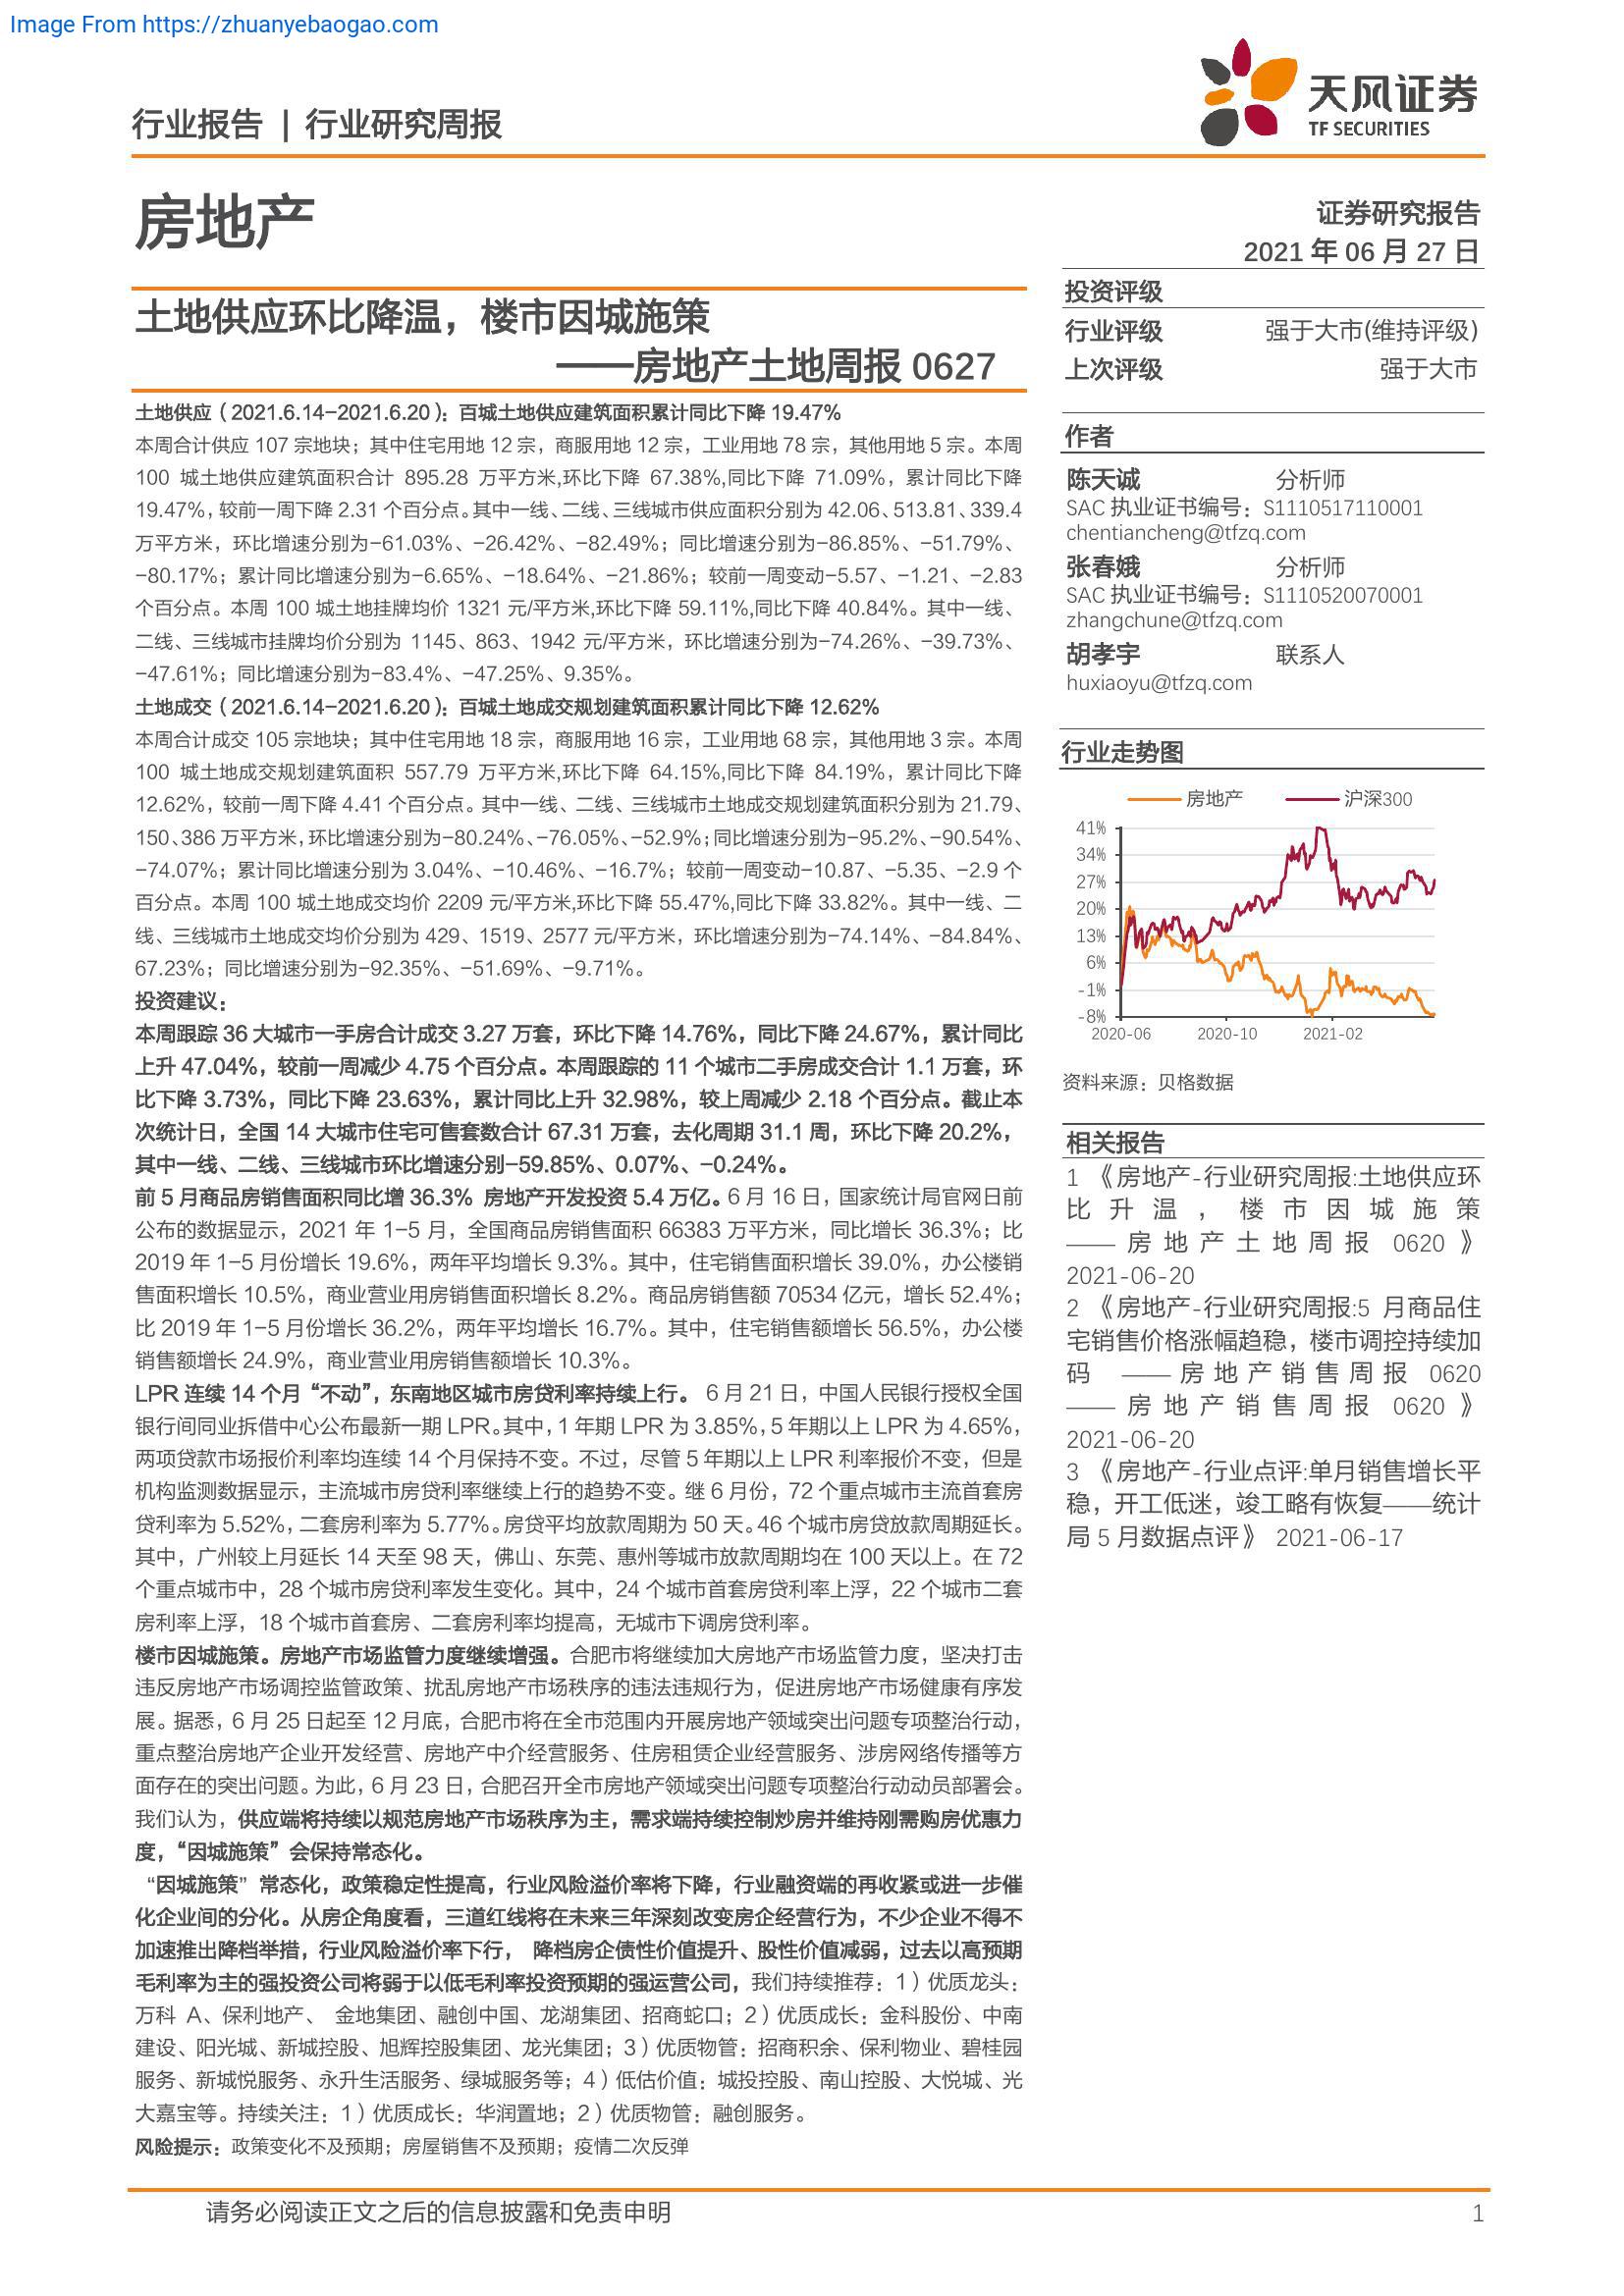 Image From https://zhuanyebaogao.com
行业报告 | 行业研究周报
天风证券
TF SECURITIES
房地产
证券研究报告
2021 年 06 月 27 日
土地供应环比降温，楼市因城施策
——房地产土地周报 0627
土地供应（2021.6.14-2021.6.20）：百城土地供应建筑面积累计同比下降 19.47%
本周合计供应 107 宗地块；其中住宅用地 12 宗，商服用地 12 宗，工业用地 78 宗，其他用地 5 宗。本周
100 城土地供应建筑面积合计 895.28 万平方米,环比下降 67.38%,同比下降 71.09%，累计同比下降
19.47%，较前一周下降 2.31 个百分点。其中一线、二线、三线城市供应面积分别为 42.06、513.81、339.4
万平方米，环比增速分别为-61.03%、-26.42%、-82.49%；同比增速分别为-86.85%、-51.79%、
-80.17%；累计同比增速分别为-6.65%、-18.64%、-21.86%；较前一周变动-5.57、-1.21、-2.83
个百分点。本周 100 城土地挂牌均价 1321 元/平方米,环比下降 59.11%,同比下降 40.84%。其中一线、
二线、三线城市挂牌均价分别为 1145、863、1942 元/平方米，环比增速分别为-74.26%、-39.73%、
-47.61%；同比增速分别为-83.4%、-47.25%、9.35%。
土地成交（2021.6.14-2021.6.20）：百城土地成交规划建筑面积累计同比下降 12.62%
本周合计成交 105 宗地块；其中住宅用地 18 宗，商服用地 16 宗，工业用地 68 宗，其他用地 3 宗。本周
100 城土地成交规划建筑面积 557.79 万平方米,环比下降 64.15%,同比下降 84.19%，累计同比下降
12.62%，较前一周下降 4.41 个百分点。其中一线、二线、三线城市土地成交规划建筑面积分别为 21.79、
150、386 万平方米，环比增速分别为-80.24%、-76.05%、-52.9%；同比增速分别为-95.2%、-90.54%、
-74.07%；累计同比增速分别为 3.04%、-10.46%、-16.7%；较前一周变动-10.87、-5.35、-2.9 个
百分点。本周 100 城土地成交均价 2209 元/平方米,环比下降 55.47%,同比下降 33.82%。其中一线、二
线、三线城市土地成交均价分别为 429、1519、2577 元/平方米，环比增速分别为-74.14%、-84.84%、
67.23%；同比增速分别为-92.35%、-51.69%、-9.71%。
投资建议：
本周跟踪 36 大城市一手房合计成交 3.27 万套，环比下降 14.76%，同比下降 24.67%，累计同比
上升 47.04%，较前一周减少 4.75 个百分点。本周跟踪的 11 个城市二手房成交合计 1.1 万套，环
比下降 3.73%，同比下降 23.63%，累计同比上升 32.98%，较上周减少 2.18 个百分点。截止本
次统计日，全国 14 大城市住宅可售套数合计 67.31 万套，去化周期 31.1 周，环比下降 20.2%，
其中一线、二线、三线城市环比增速分别-59.85%、0.07%、-0.24%。
前 5 月商品房销售面积同比增 36.3% 房地产开发投资 5.4 万亿。6 月 16 日，国家统计局官网日前
公布的数据显示，2021 年 1-5 月，全国商品房销售面积 66383 万平方米，同比增长 36.3%；比
2019 年 1-5 月份增长 19.6%，两年平均增长 9.3%。其中，住宅销售面积增长 39.0%，办公楼销
售面积增长 10.5%，商业营业用房销售面积增长 8.2%。商品房销售额 70534 亿元，增长 52.4%；
比 2019 年 1-5 月份增长 36.2%，两年平均增长 16.7%。其中，住宅销售额增长 56.5%，办公楼
销售额增长 24.9%，商业营业用房销售额增长 10.3%。
LPR 连续 14 个月“不动”，东南地区城市房贷利率持续上行。 6 月 21 日，中国人民银行授权全国
银行间同业拆借中心公布最新一期 LPR。其中，1 年期 LPR 为 3.85%，5 年期以上 LPR 为 4.65%，
两项贷款市场报价利率均连续 14 个月保持不变。不过，尽管 5 年期以上 LPR 利率报价不变，但是
机构监测数据显示，主流城市房贷利率继续上行的趋势不变。继 6 月份，72 个重点城市主流首套房
贷利率为 5.52%，二套房利率为 5.77%。房贷平均放款周期为 50 天。46 个城市房贷放款周期延长。
其中，广州较上月延长 14 天至 98 天，佛山、东莞、惠州等城市放款周期均在 100 天以上。在 72
个重点城市中，28 个城市房贷利率发生变化。其中，24 个城市首套房贷利率上浮，22 个城市二套
房利率上浮，18 个城市首套房、二套房利率均提高，无城市下调房贷利率。
楼市因城施策。房地产市场监管力度继续增强。合肥市将继续加大房地产市场监管力度，坚决打击
违反房地产市场调控监管政策、扰乱房地产市场秩序的违法违规行为，促进房地产市场健康有序发
展。据悉，6 月 25 日起至 12 月底，合肥市将在全市范围内开展房地产领域突出问题专项整治行动，
重点整治房地产企业开发经营、房地产中介经营服务、住房租赁企业经营服务、涉房网络传播等方
面存在的突出问题。为此，6 月 23 日，合肥召开全市房地产领域突出问题专项整治行动动员部署会。
我们认为，供应端将持续以规范房地产市场秩序为主，需求端持续控制炒房并维持刚需购房优惠力
度，“因城施策”会保持常态化。
“因城施策”常态化，政策稳定性提高，行业风险溢价率将下降，行业融资端的再收紧或进一步催
化企业间的分化。从房企角度看，三道红线将在未来三年深刻改变房企经营行为，不少企业不得不
加速推出降档举措，行业风险溢价率下行， 降档房企债性价值提升、股性价值减弱，过去以高预期
毛利率为主的强投资公司将弱于以低毛利率投资预期的强运营公司，我们持续推荐：1）优质龙头：
万科 A、保利地产、 金地集团、融创中国、龙湖集团、招商蛇口；2）优质成长：金科股份、中南
建设、阳光城、新城控股、旭辉控股集团、龙光集团；3）优质物管：招商积余、保利物业、碧桂园
服务、新城悦服务、永升生活服务、绿城服务等；4）低估价值：城投控股、南山控股、大悦城、光
大嘉宝等。持续关注：1）优质成长：华润置地；2）优质物管：融创服务。
风险提示：政策变化不及预期；房屋销售不及预期；疫情二次反弹
投资评级
行业评级 强于大市(维持评级)
上次评级 强于大市
作者
陈天诚 分析师
SAC 执业证书编号：S1110517110001
chentiancheng@tfzq.com
张春娥 分析师
SAC 执业证书编号：S1110520070001
zhangchune@tfzq.com
胡孝宇 联系人
huxiaoyu@tfzq.com
行业走势图
房地产 沪深300
41%
34%
27%
20%
13%
6%
-1%
-8%
2020-06 2020-10 2021-02
资料来源：贝格数据
相关报告
1 《房地产-行业研究周报:土地供应环
比升温，楼市因城施策
——房地产土地周报 0620》
2021-06-20
2 《房地产-行业研究周报:5 月商品住
宅销售价格涨幅趋稳，楼市调控持续加
码 ——房地产销售周报 0620
——房地产销售周报 0620》
2021-06-20
3 《房地产-行业点评:单月销售增长平
稳，开工低迷，竣工略有恢复——统计
局 5 月数据点评》 2021-06-17
请务必阅读正文之后的信息披露和免责申明
1